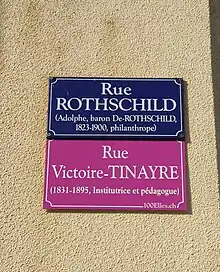 Rue
ROTHSCHILD
(Adolphe, baron De-ROTHSCHILD,
1823-1900, philanthrope)
Rue
Victoire-TINAYRE
(1831-1895, Institutrice et pédagogue)
100Elles.ch